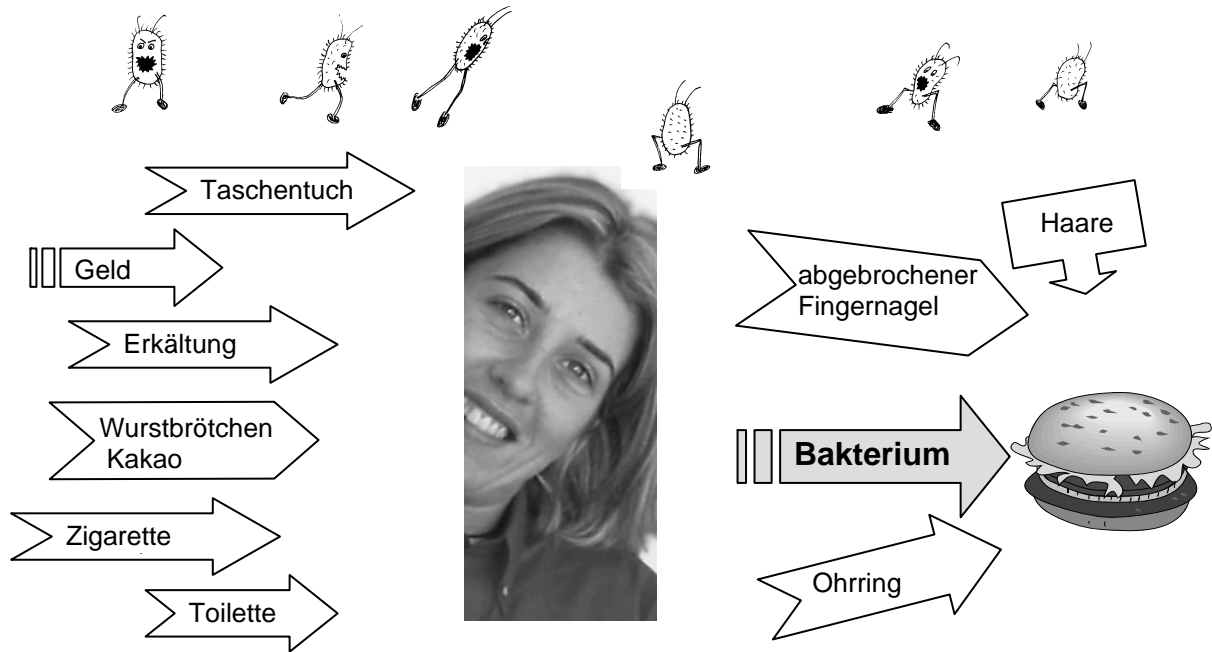 Taschentuch
Geld
Erkältung
Wurstbrötchen
Kakao
Zigarette
Toilette
Haare
abgebrochener
Fingernagel
Bakterium
Ohrring